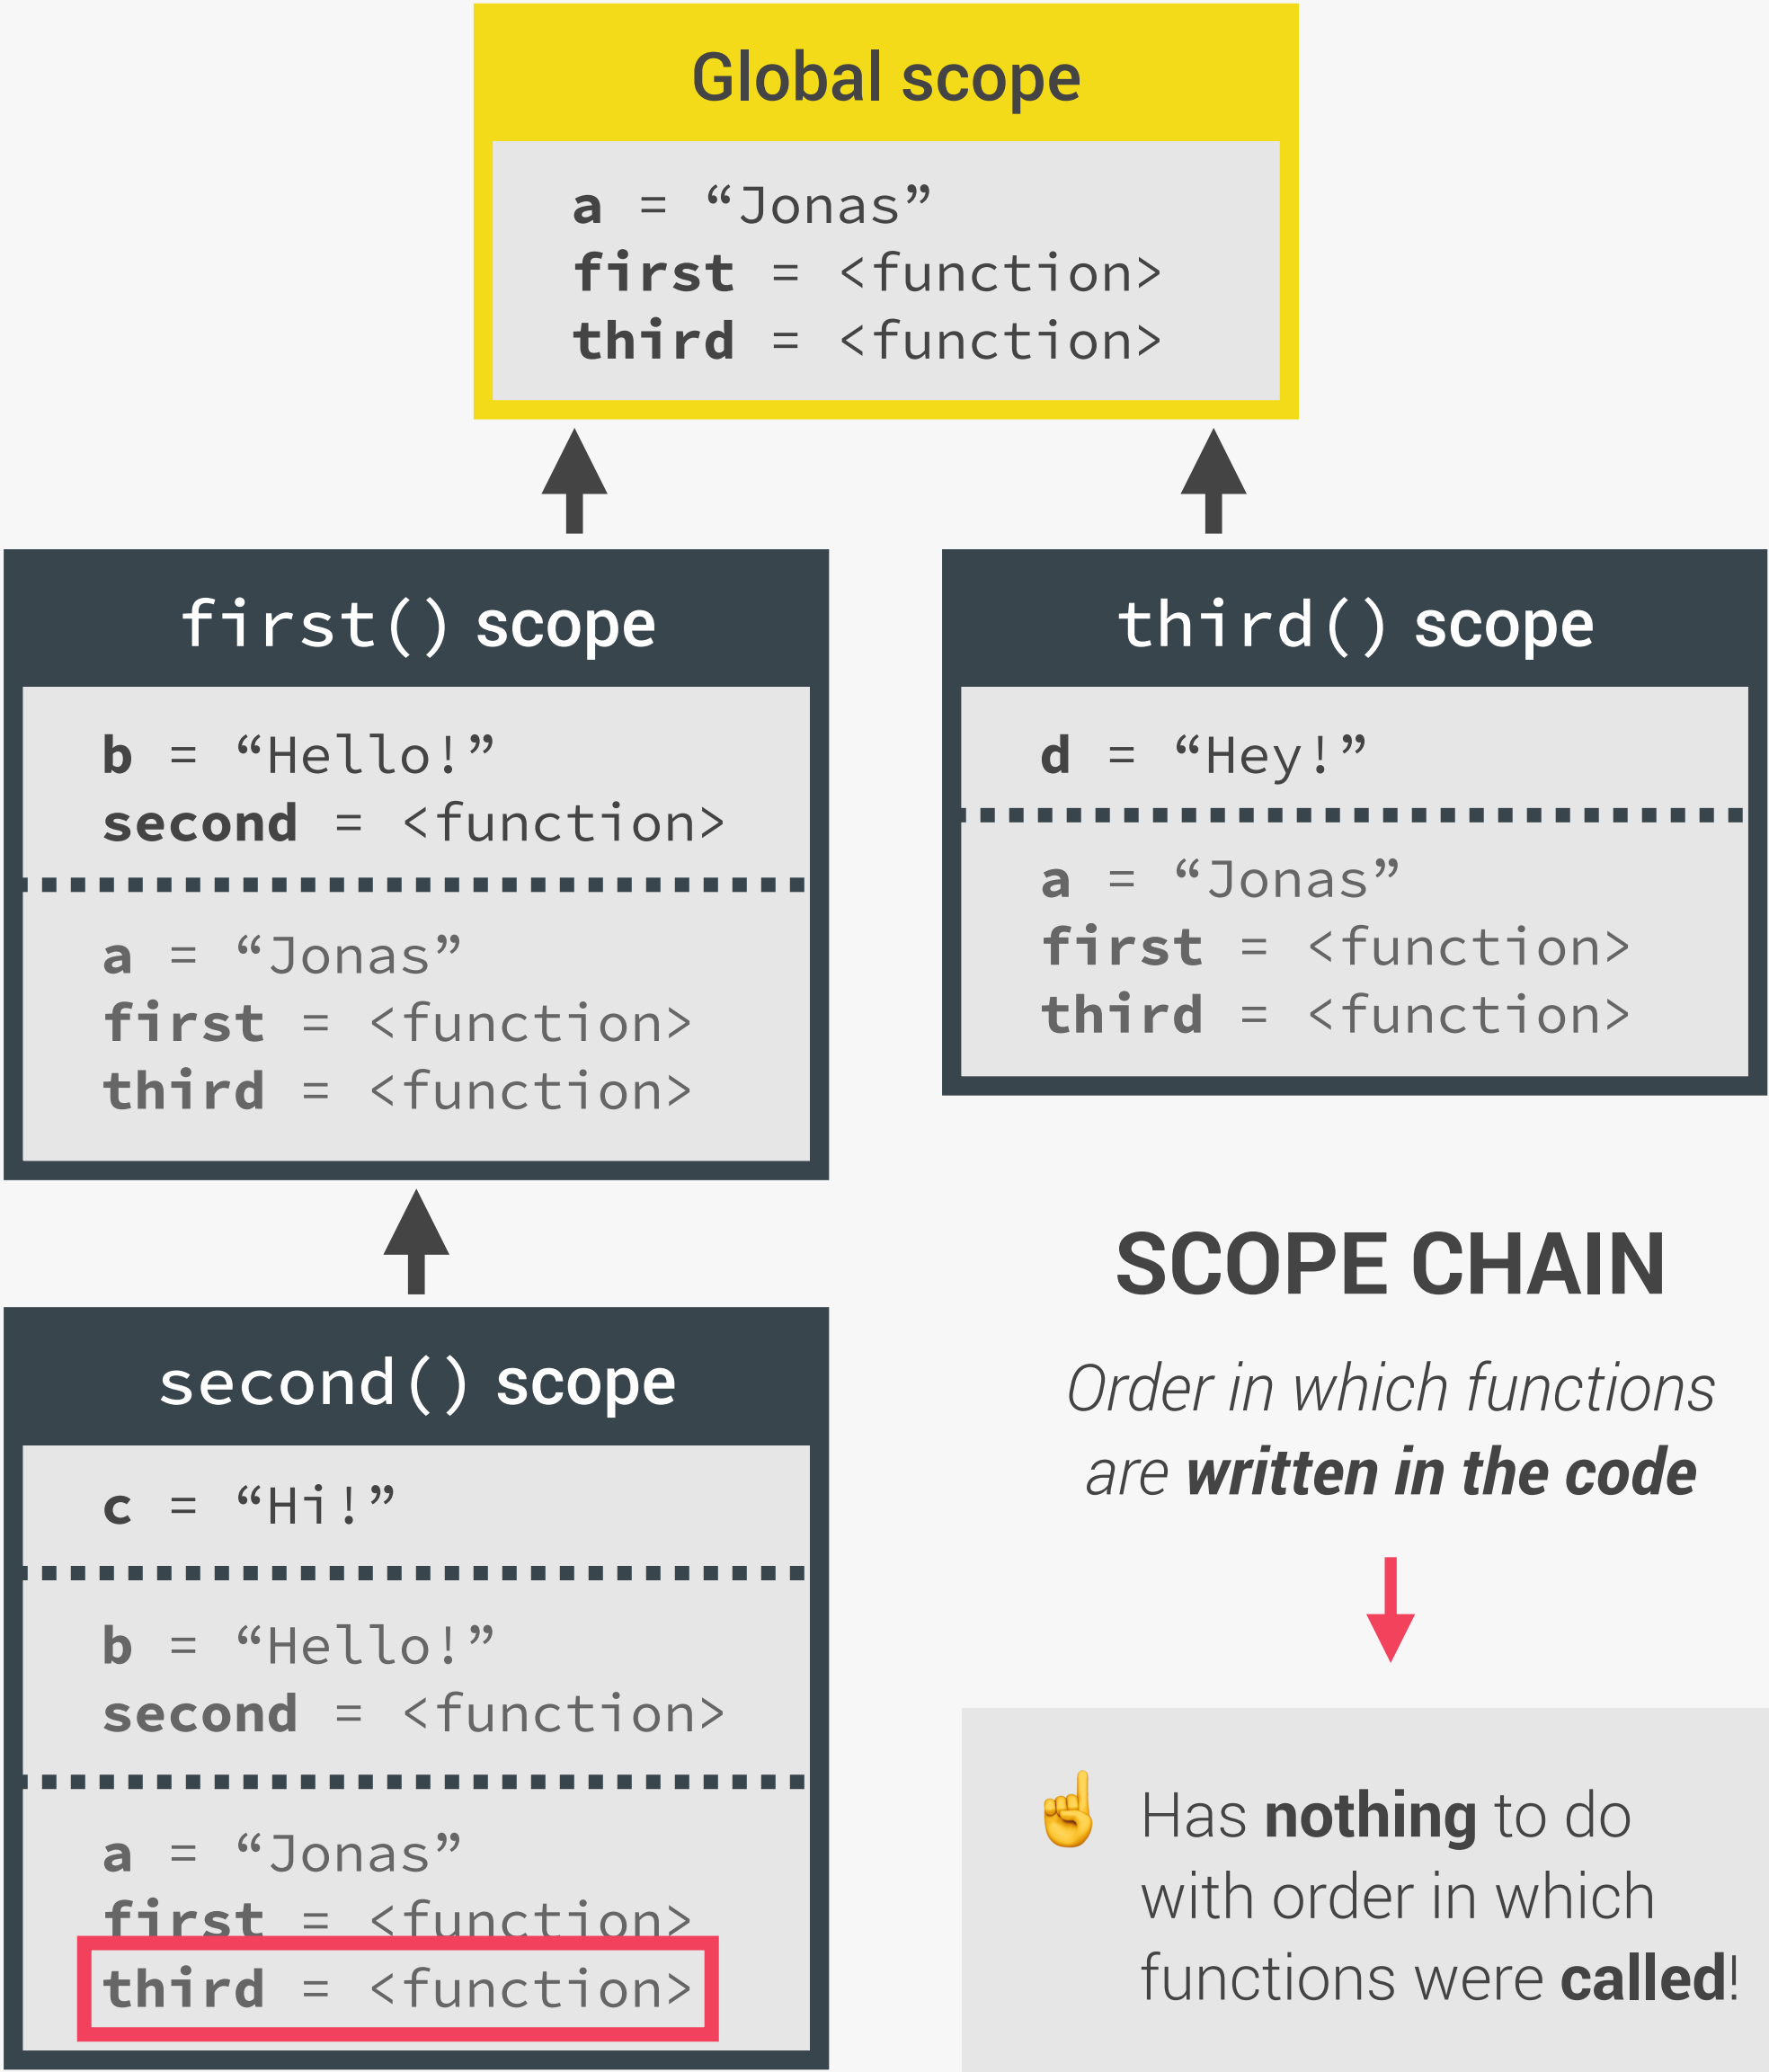 Global scope
a = “Jonas”
first = <function>
third = <function>
first() scope
b = “Hello!”
second = <function>
a = “Jonas”
first = <function>
third = <function>
third() scope
d = “Hey!”
a = “Jonas”
first = <function>
third = <function>
second() scope
c = “Hi!”
b = “Hello!”
second = <function>
a = “Jonas”
first = <function>
third = <function>
SCOPE CHAIN
Order in which functions
are written in the code
Has nothing to do
with order in which
functions were called!